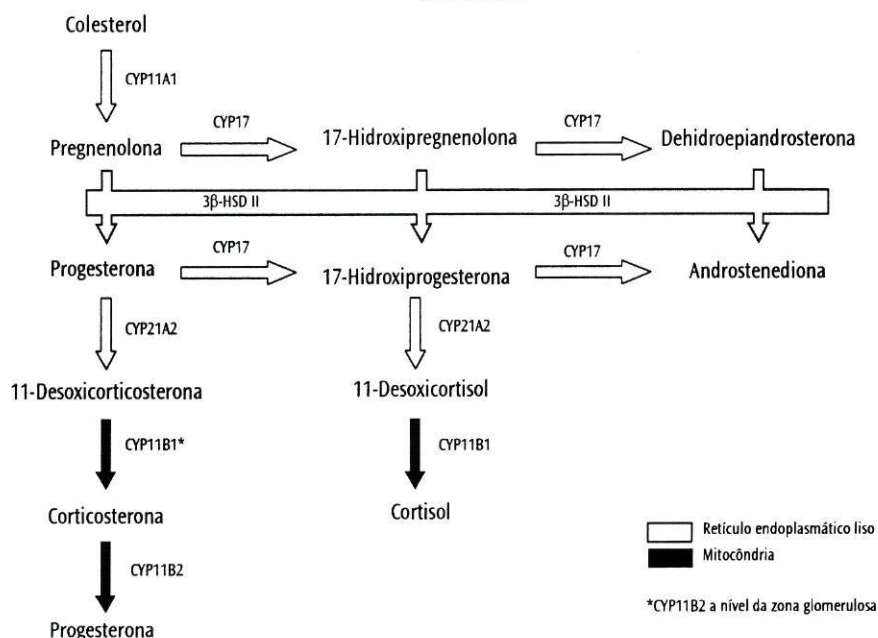 Colesterol
CYP11A1
CYP17
CYP17
Pregnenolona
17-Hidroxipregnenolona
Dehidroepiandrosterona
3β-HSD II
3β-HSD II
CYP17
CYP17
Progesterona
17-Hidroxiprogesterona
Androstenediona
CYP21A2
CYP21A2
11-Desoxicorticosterona
11-Desoxicortisol
CYP11B1*
CYP11B1
Corticosterona
Cortisol
CYP11B2
Progesterona
Retículo endoplasmático liso
Mitocôndria
*CYP11B2 a nível da zona glomerulosa